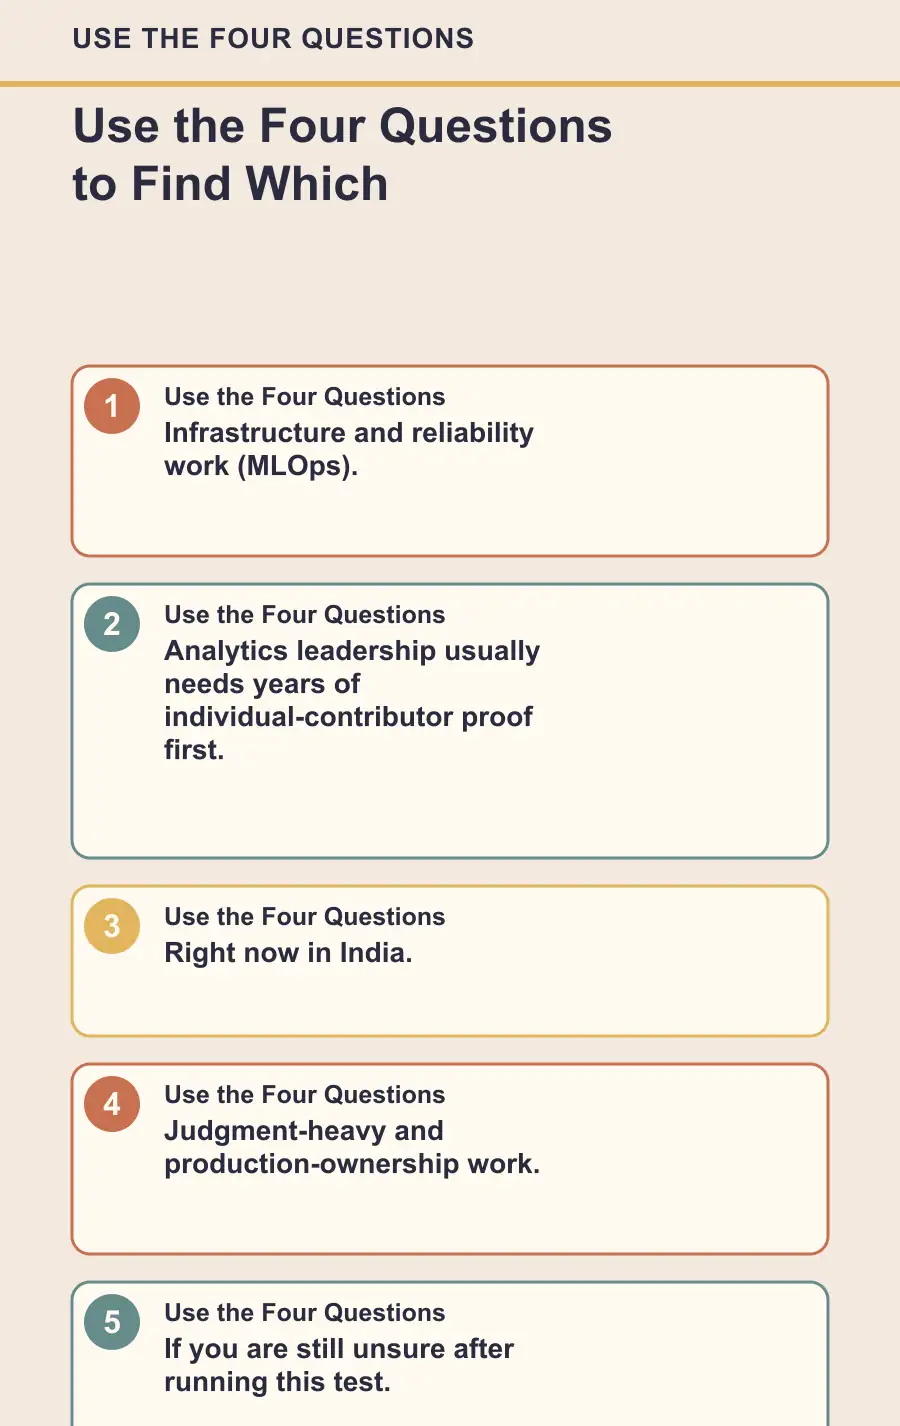 USE THE FOUR QUESTIONS
Use the Four Questions
to Find Which
1
Use the Four Questions
Infrastructure and reliability
work (MLOps).
2
Use the Four Questions
Analytics leadership usually
needs years of
individual-contributor proof
first.
3
Use the Four Questions
Right now in India.
4
Use the Four Questions
Judgment-heavy and
production-ownership work.
5
Use the Four Questions
If you are still unsure after
running this test.